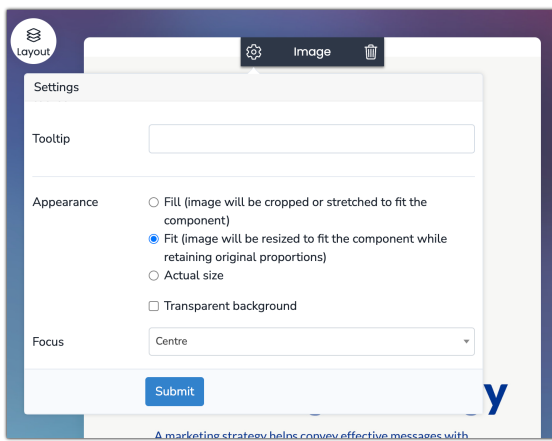 Layout
Image
Settings
Tooltip
Appearance
Fill (image will be cropped or stretched to fit the
component)
Fit (image will be resized to fit the component while
retaining original proportions)
Actual size
Transparent background
Focus
Centre
Submit
gy
A marketing strategy helps convey effective messages with